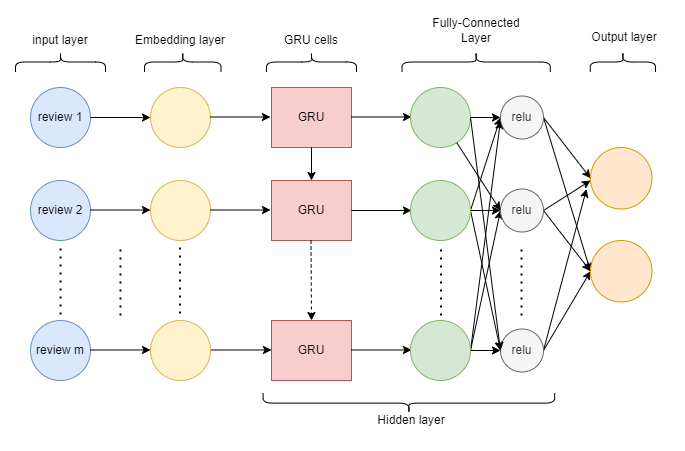 input layer
Embedding layer
GRU cells
Fully-Connected
Layer
Output layer
review 1
GRU
relu
review 2
GRU
relu
review m
GRU
relu
Hidden layer